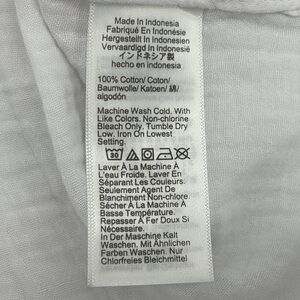 Made In Indonesia
Fabriqué En Indonésie
Hergestellt In Indonesien
Vervaardigd In Indonesië
インドネシア製
hecho en indonesia
100% Cotton/ Coton/
Baumwolle/ Katoen/ 綿/
algodón
Machine Wash Cold. With
Like Colors. Non-chlorine
Bleach Only. Tumble Dry
Low. Iron On Lowest
Setting.
30
Laver À La Machine À
L'eau Froide. Laver En
Séparant Les Couleurs.
Seulement Agent De
Blanchiment Non-chlore.
Sécher À La Machine À
Basse Température.
Repasser À Fer Doux Si
Nécessaire.
In Der Maschine Kalt
Waschen. Mit Ähnlichen
Farben Waschen. Nur
Chlorfreies Bleichmittel